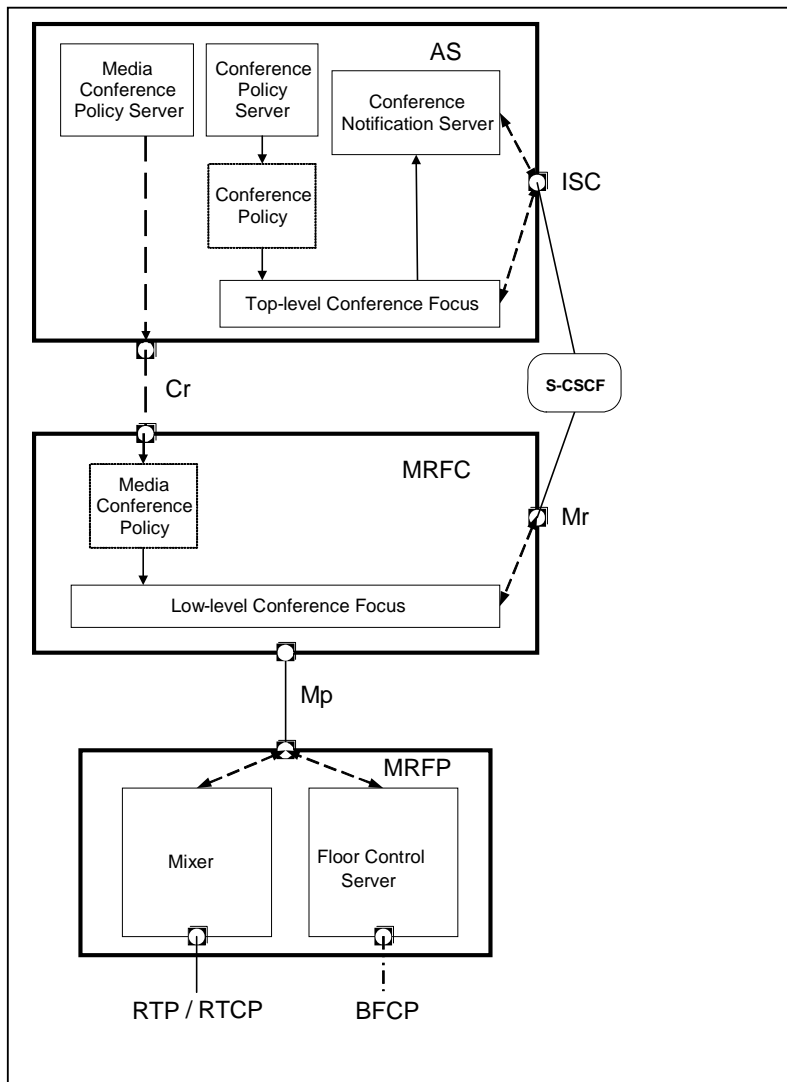 AS
Media
Conference
Policy Server
Conference
Policy
Server
Conference
Notification Server
ISC
Conference
Policy
Top-level Conference Focus
S-CSCF
Cr
MRFC
Media
Conference
Policy
Mr
Low-level Conference Focus
Mp
MRFP
Mixer
Floor Control
Server
RTP / RTCP
BFCP